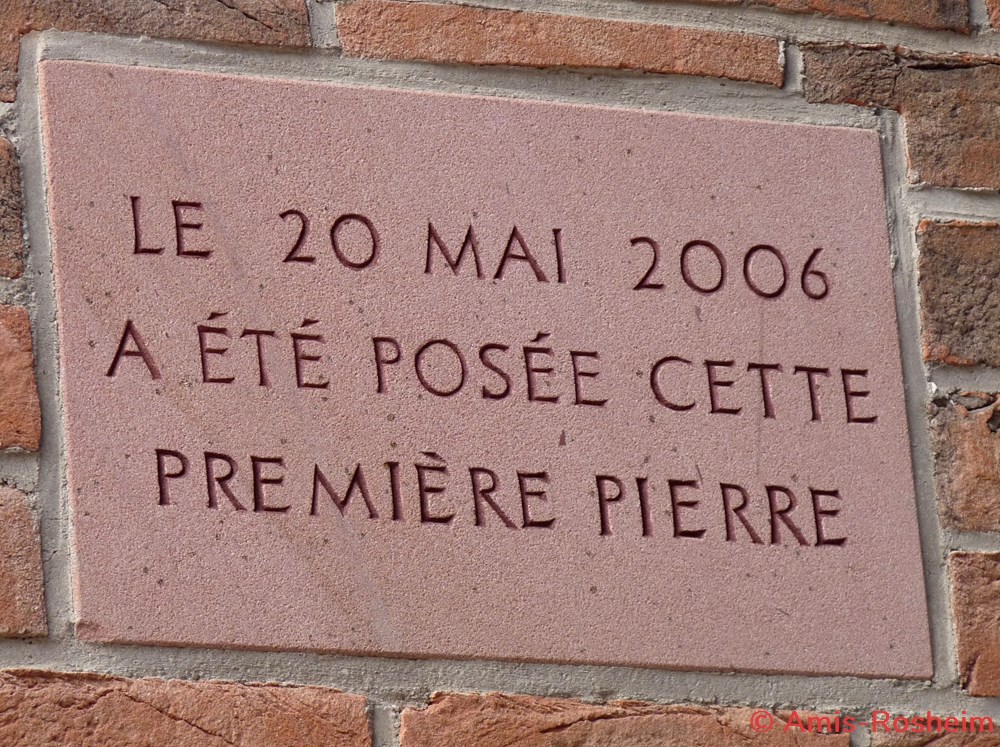 LE 20 MAI 2006
A ÉTÉ POSÉE CETTE
PREMIÈRE PIERRE
© Amis-Rosheim